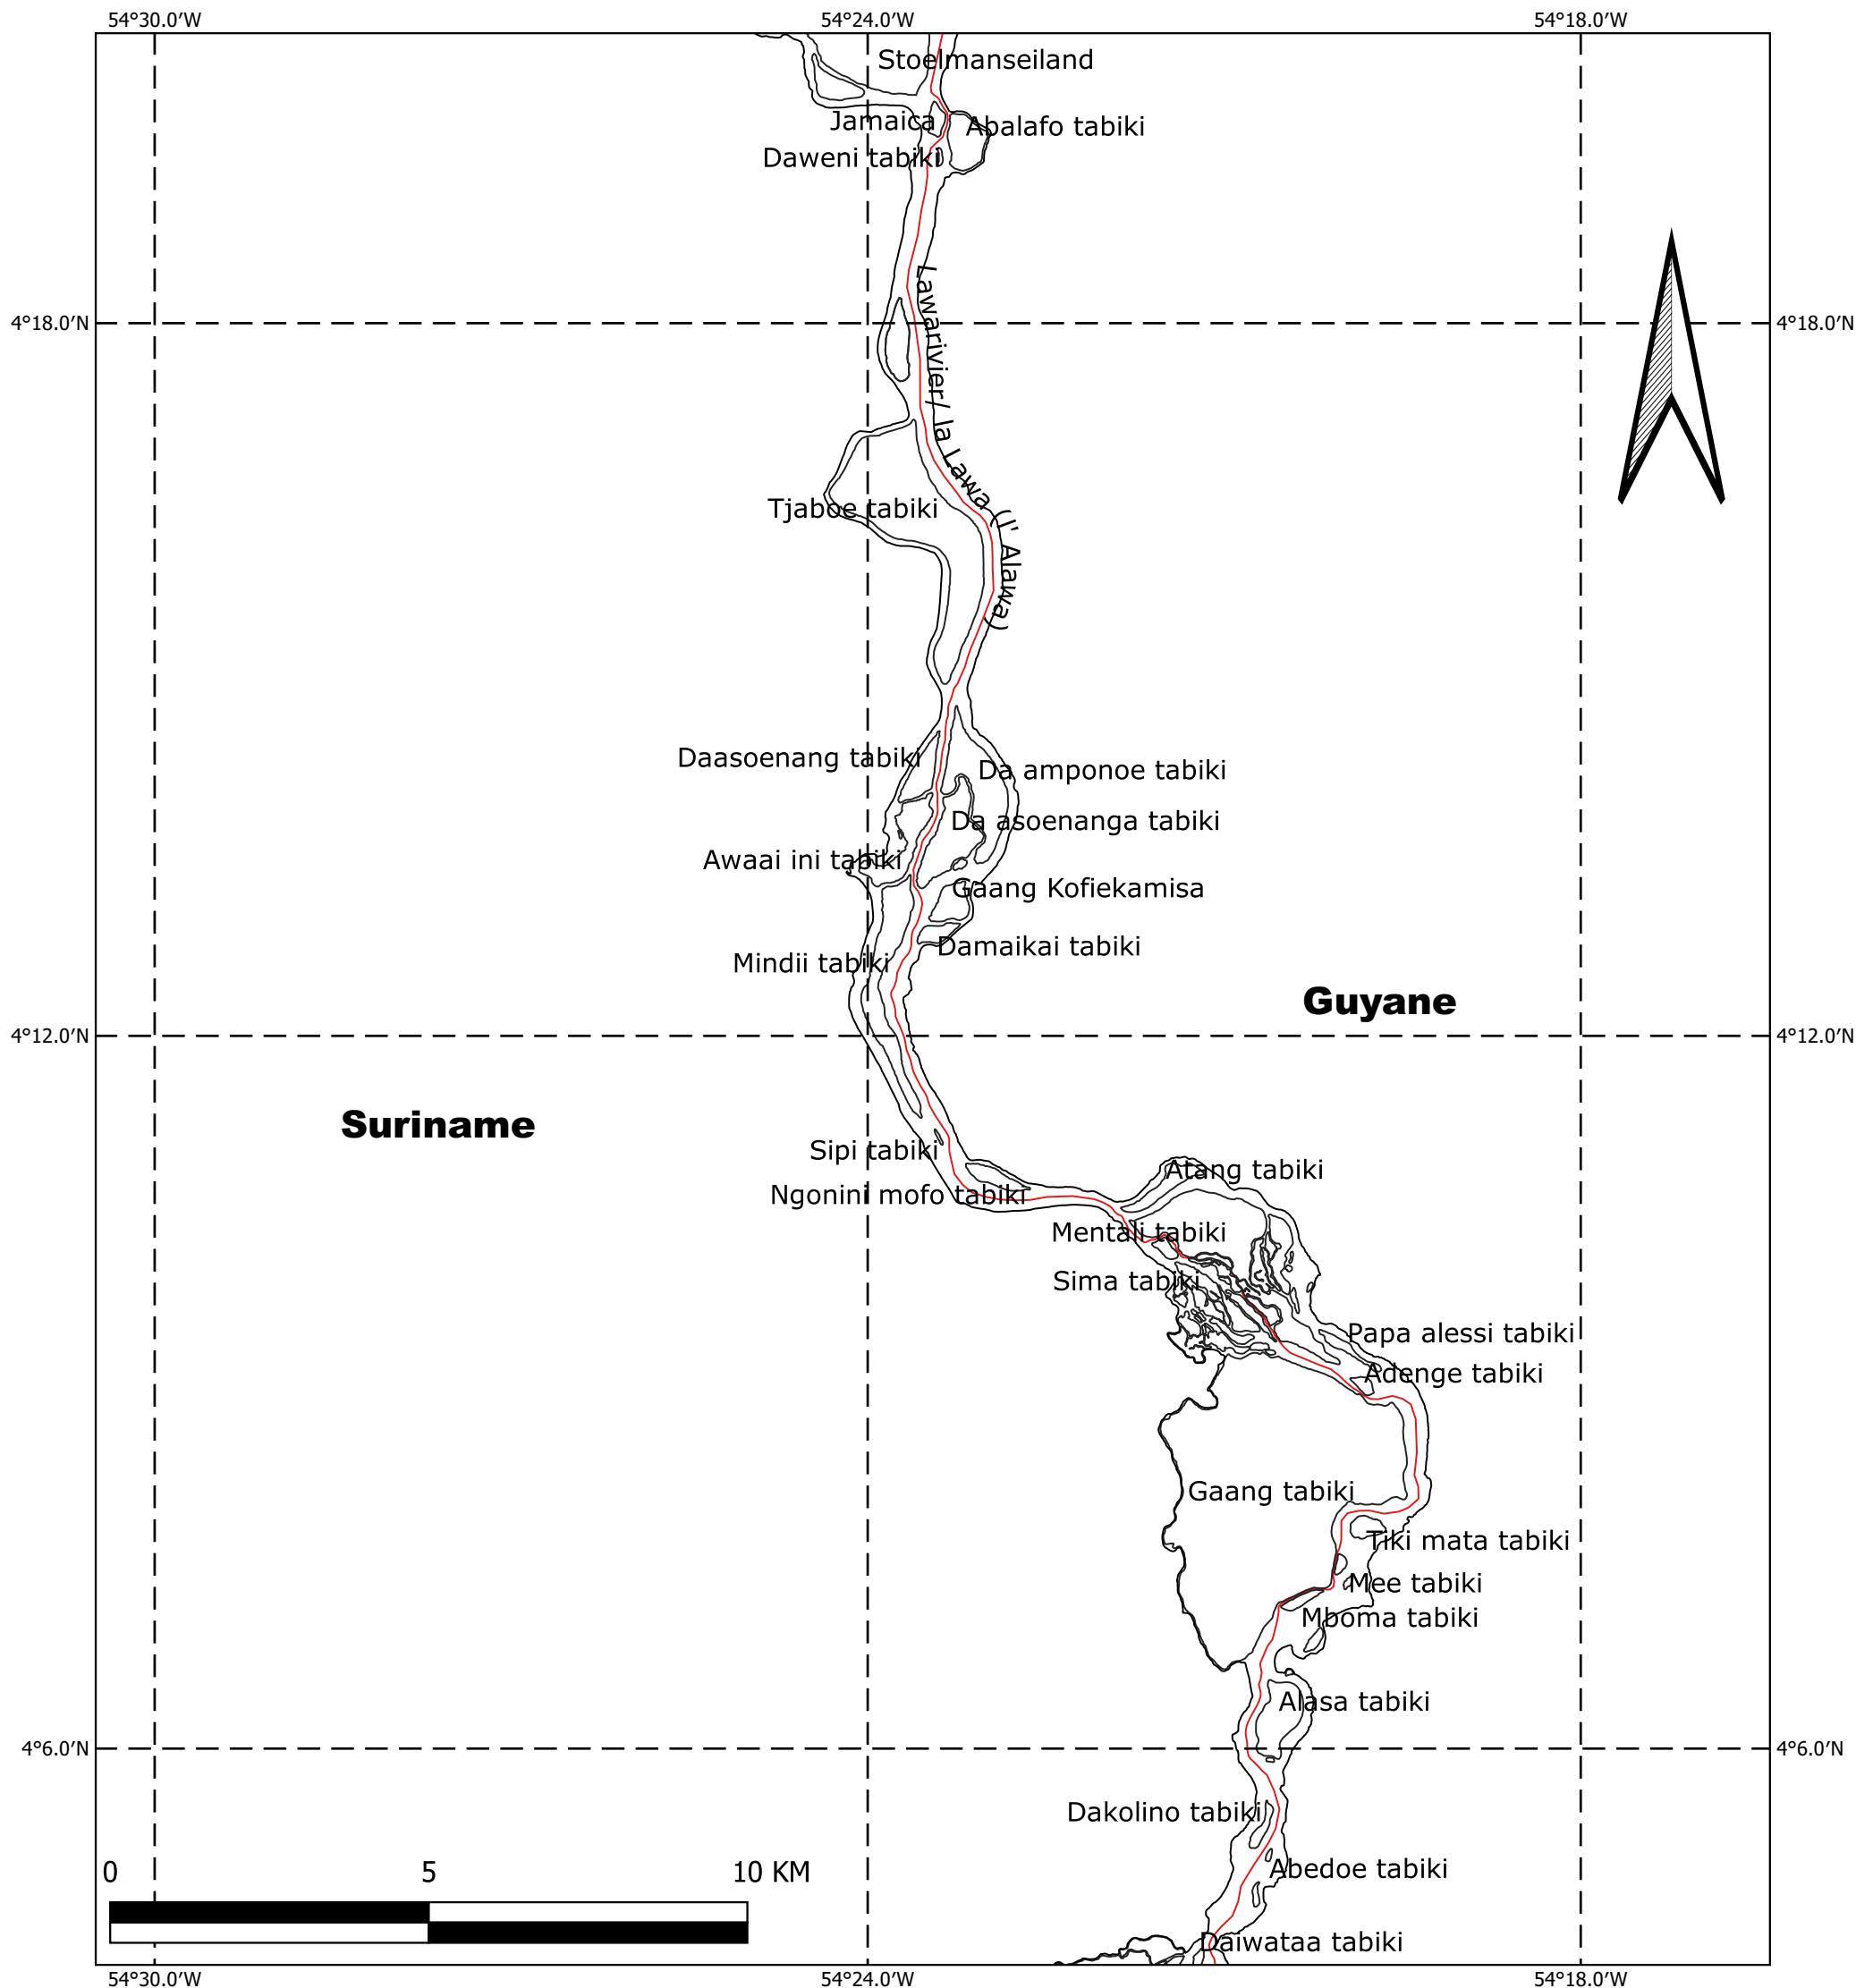 54°30.0′W
54°24.0′W
54°18.0′W
Stoelmanseiland
Jamaica
Abalafo tabiki
Daweni tabiki
4°18.0′N
4°18.0′N
Lawarivier/ la Lawa (l' Alawa)
Tjaboe tabiki
Daasoenang tabiki
Da amponoe tabiki
Da asoenanga tabiki
Awaai ini tabiki
Gaang Kofiekamisa
Damaikai tabiki
Mindii tabiki
Guyane
4°12.0′N
4°12.0′N
Suriname
Sipi tabiki
Atang tabiki
Ngonini mofo tabiki
Mentali tabiki
Sima tabiki
Papa alessi tabiki
Adenge tabiki
Gaang tabiki
Tiki mata tabiki
Mee tabiki
Mboma tabiki
Alasa tabiki
4°6.0′N
4°6.0′N
Dakolino tabiki
Abedoe tabiki
0 5 10 KM
Daiwataa tabiki
54°30.0′W
54°24.0′W
54°18.0′W